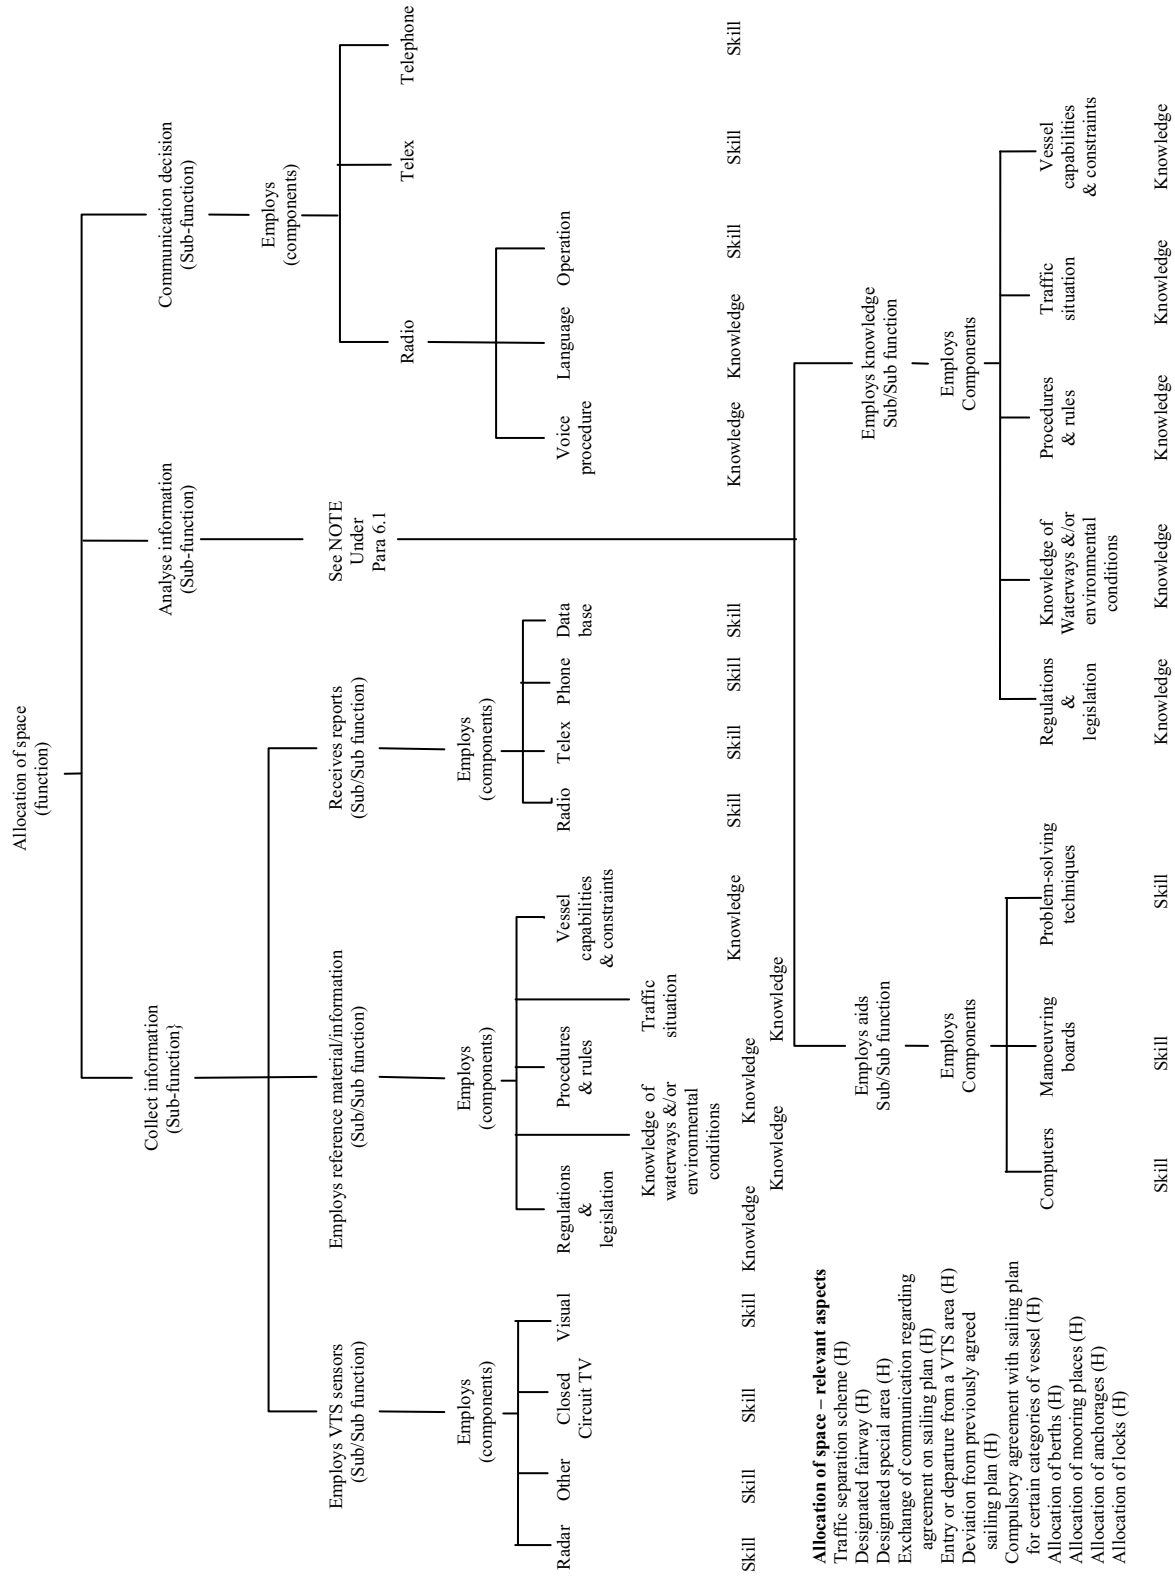 Allocation of space
(function)
Collect information
(Sub-function}
Analyse information
(Sub-function)
Communication decision
(Sub-function)
Employs VTS sensors
(Sub/Sub function)
Employs reference material/information
(Sub/Sub function)
Receives reports
(Sub/Sub function)
See NOTE
Under
Para 6.1
Employs
(components)
Employs
(components)
Employs
(components)
Employs
(components)
Radar
Other
Closed
Circuit TV
Visual
Regulations
&
legislation
Knowledge of
waterways &/or
environmental
conditions
Procedures
& rules
Traffic
situation
Vessel
capabilities
& constraints
Radio
Telex
Phone
Data
base
Radio
Telex
Telephone
Voice
procedure
Language
Operation
Skill
Skill
Skill
Skill
Knowledge
Knowledge
Knowledge
Knowledge
Knowledge
Skill
Skill
Skill
Skill
Knowledge
Knowledge
Skill
Skill
Skill
Employs aids
Sub/Sub function
Employs knowledge
Sub/Sub function
Employs
Components
Employs
Components
Computers
Manoeuvring
boards
Problem-solving
techniques
Regulations
&
legislation
Knowledge of
Waterways &/or
environmental
conditions
Procedures
& rules
Traffic
situation
Vessel
capabilities
& constraints
Skill
Skill
Skill
Knowledge
Knowledge
Knowledge
Knowledge
Knowledge
Allocation of space – relevant aspects
Traffic separation scheme (H)
Designated fairway (H)
Designated special area (H)
Exchange of communication regarding
agreement on sailing plan (H)
Entry or departure from a VTS area (H)
Deviation from previously agreed
sailing plan (H)
Compulsory agreement with sailing plan
for certain categories of vessel (H)
Allocation of berths (H)
Allocation of mooring places (H)
Allocation of anchorages (H)
Allocation of locks (H)